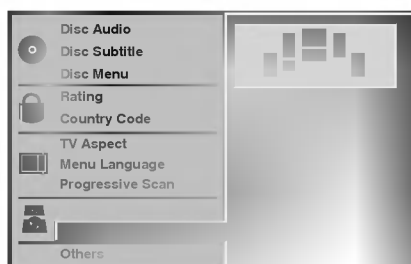 Disc Audio
Disc Subtitle
Disc Menu
Rating
Country Code
TV Aspect
Menu Language
Progressive Scan
Others